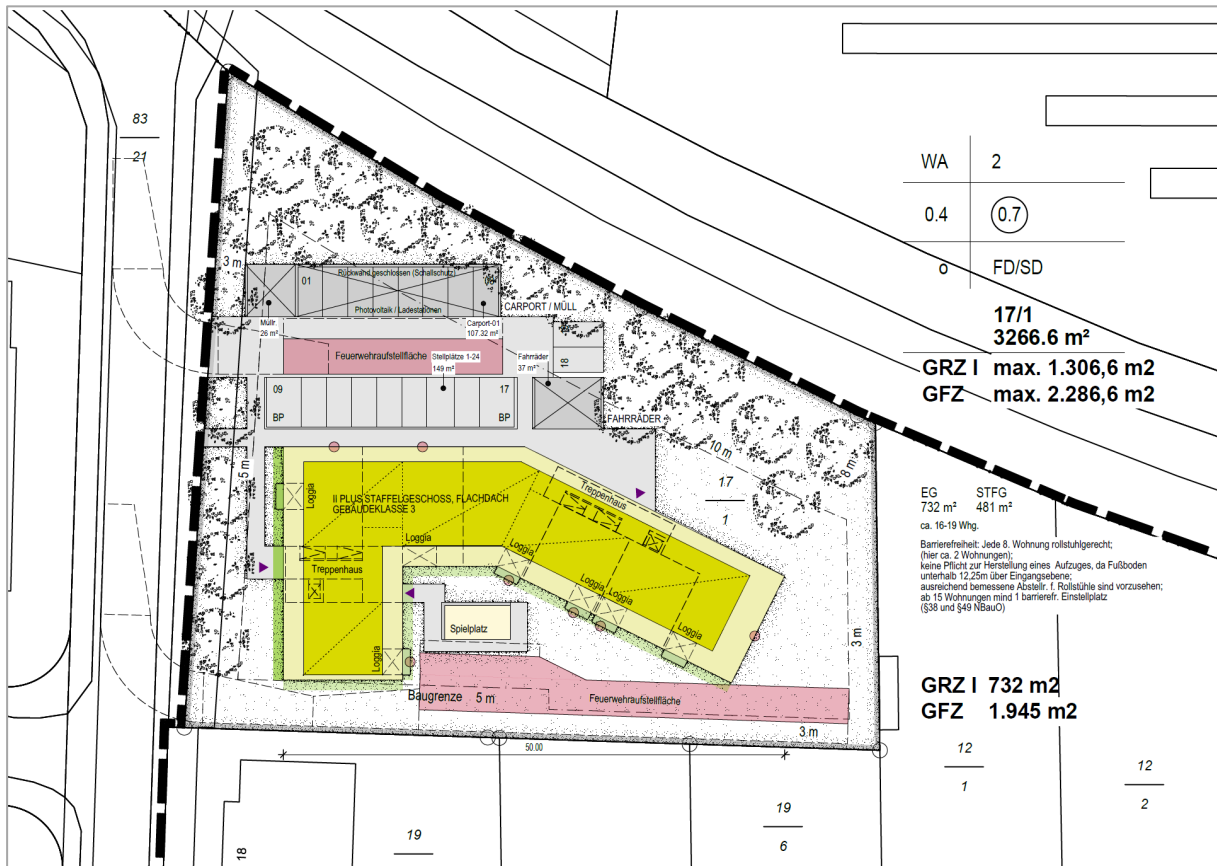 83
21
WA 2
0.4 0.7
o FD/SD
17/1
3266.6 m²
GRZ I max. 1.306,6 m2
GFZ max. 2.286,6 m2
3 m
01
Rückwand geschlossen (Schallschutz
Photovoltaik / Ladestationen
CARPORT / MÜLL
Müllr.
26 m²
Carport-01
107.32 m²
Feuerwehraufstellfläche
Stellplätze 1-24
149 m²
Fahrräder
37 m²
18
09
17
BP
BP
FAHRRÄDER
10 m
8 m
5 m
17
1
Loggia
II PLUS STAFFELGESCHOSS, FLACHDACH
GEBÄUDEKLASSE 3
Treppenhaus
Loggia
Treppenhaus
Loggia
Loggia
Loggia
Loggia
Loggia
Spielplatz
3 m
EG STFG
732 m² 481 m²
ca. 16-19 Whg.
Barrierefreiheit: Jede 8. Wohnung rollstuhlgerecht;
(hier ca. 2 Wohnungen);
keine Pflicht zur Herstellung eines Aufzuges, da Fußboden
unterhalb 12,25m über Eingangsebene;
ausreichend bemessene Abstellr. f. Rollstühle sind vorzusehen;
ab 15 Wohnungen mind 1 barrierefr. Einstellplatz
(§38 und §49 NBauO)
Baugrenze 5 m
Feuerwehraufstellfläche
3 m
GRZ I 732 m2
GFZ 1.945 m2
50.00
12
1
12
2
19
19
6
18